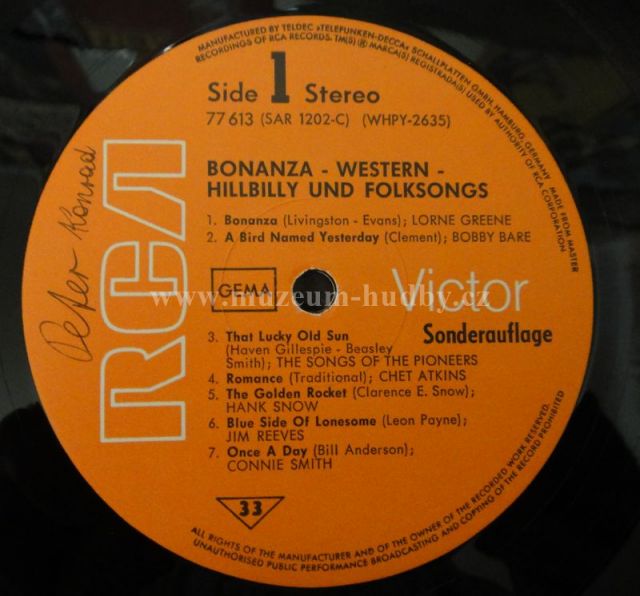 MANUFACTURED BY TELDEC »TELEFUNKEN-DECCA« SCHALLPLATTEN GMBH, HAMBURG, GERMANY MADE FROM MASTER
RECORDINGS OF RCA RECORDS. TM(S) ® MARCA(S) REGISTRADA(S) USED BY AUTHORITY OF RCA CORPORATION
Side 1 Stereo
77613 (SAR 1202-C) (WHPY-2635)
BONANZA - WESTERN -
HILLBILLY UND FOLKSONGS
1. Bonanza (Livingston - Evans); LORNE GREENE
2. A Bird Named Yesterday (Clement); BOBBY BARE
Peter Konrad
RCA
GEMA
Victor
www.muzeum-hudby.cz
Sonderauflage
3. That Lucky Old Sun
(Haven Gillespie - Beasley
Smith); THE SONGS OF THE PIONEERS
4. Romance (Traditional); CHET ATKINS
5. The Golden Rocket (Clarence E. Snow);
HANK SNOW
6. Blue Side Of Lonesome (Leon Payne);
JIM REEVES
7. Once A Day (Bill Anderson);
CONNIE SMITH
33
ALL RIGHTS OF THE MANUFACTURER AND OF THE OWNER OF THE RECORDED WORK RESERVED.
UNAUTHORISED PUBLIC PERFORMANCE BROADCASTING AND COPYING OF THE RECORD PROHIBITED